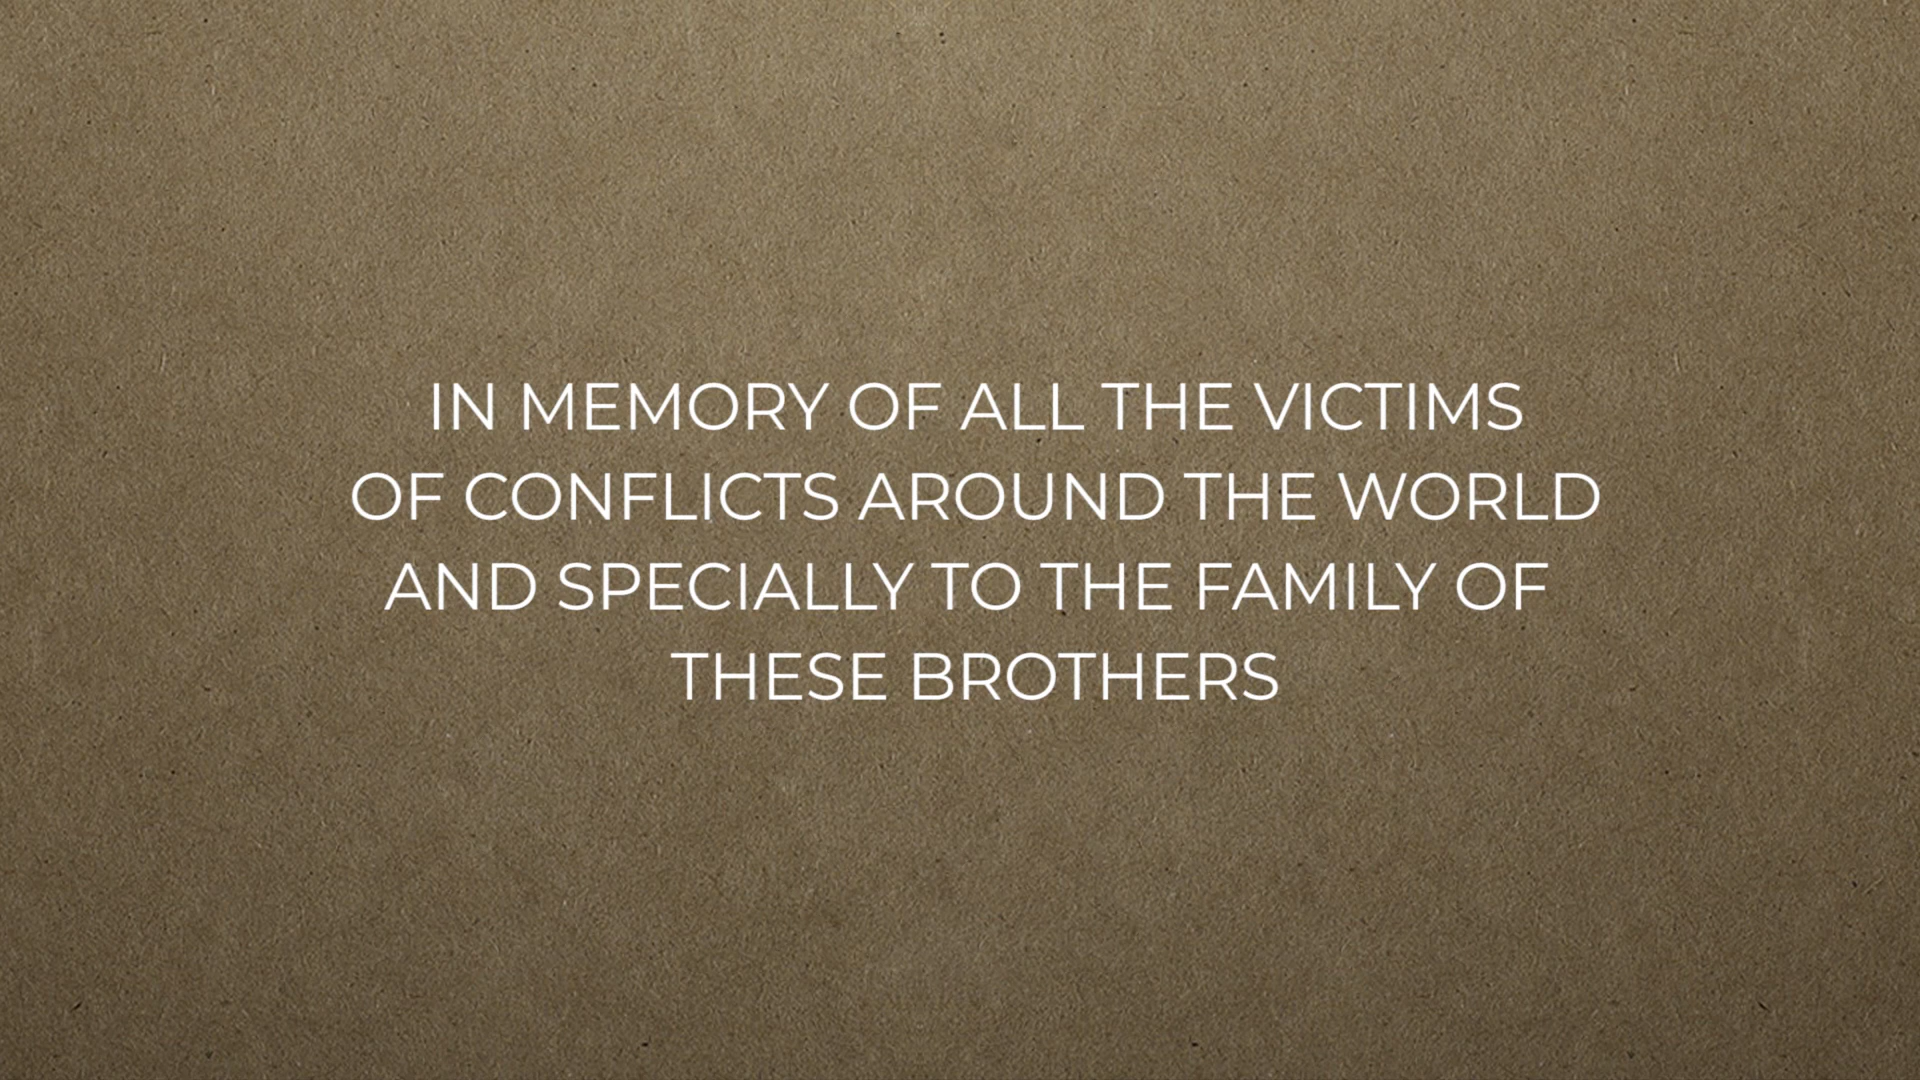 IN MEMORY OF ALL THE VICTIMS
OF CONFLICTS AROUND THE WORLD
AND SPECIALLY TO THE FAMILY OF
THESE BROTHERS